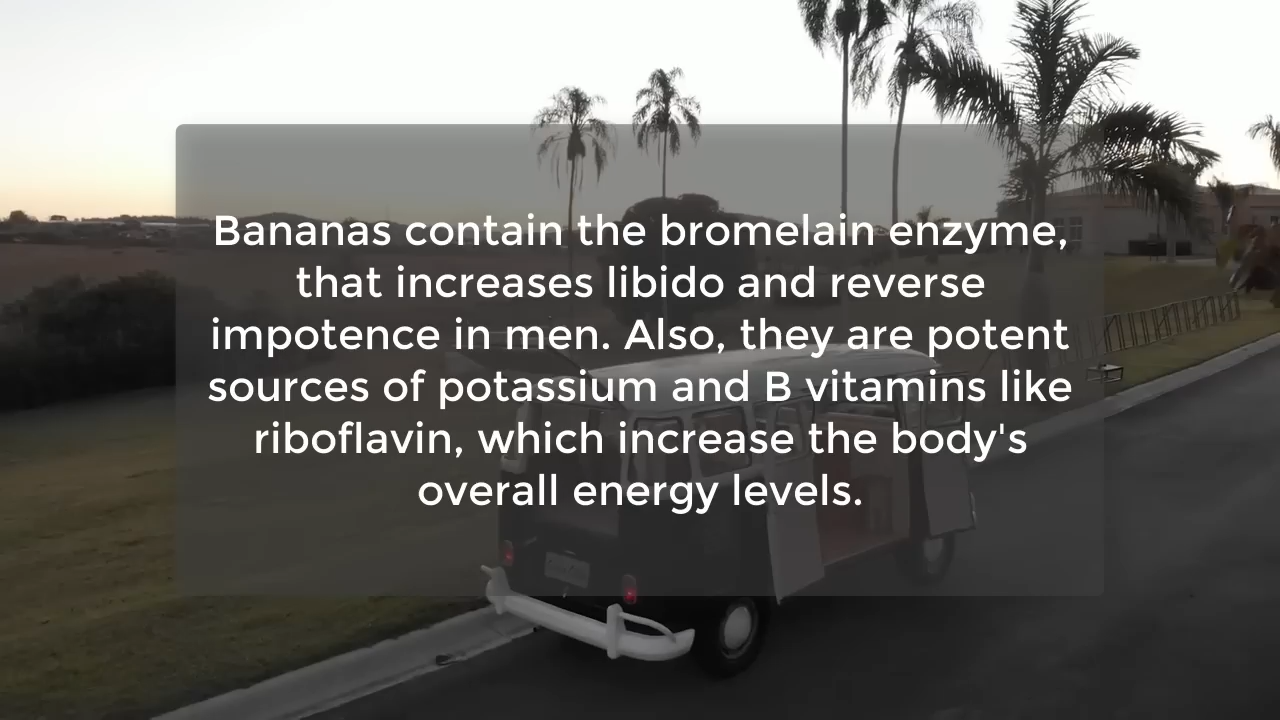 Bananas contain the bromelain enzyme,
that increases libido and reverse
impotence in men. Also, they are potent
sources of potassium and B vitamins like
riboflavin, which increase the body's
overall energy levels.